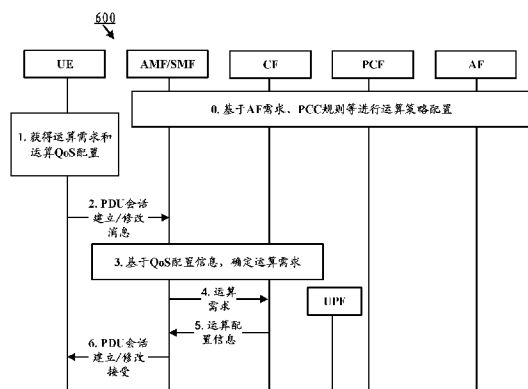 600
UE
AMF/SMF
CF
PCF
AF
0. 基于AF需求、PCC规则等进行运算策略配置
1. 获得运算需求和
运算QoS配置
2. PDU会话
建立/修改
消息
3. 基于QoS配置信息，确定运算需求
4. 运算
需求
UPF
5. 运算配
置信息
6. PDU会话
建立/修改
接受